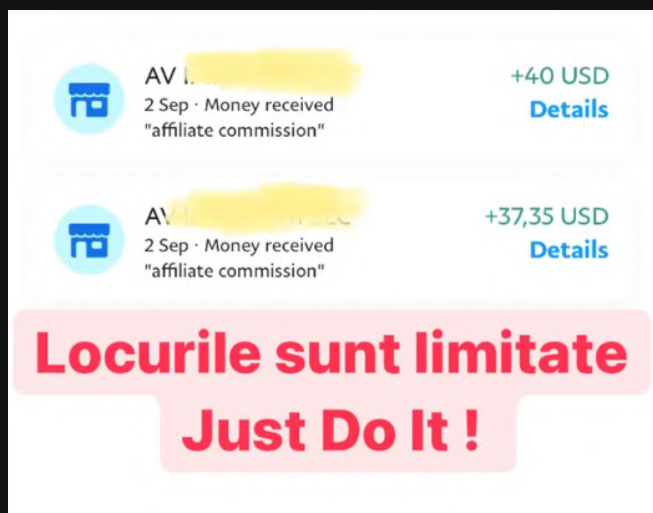 AV
+40 USD
2 Sep · Money received
Details
"affiliate commission"
AV
+37,35 USD
2 Sep · Money received
Details
"affiliate commission"
Locurile sunt limitate
Just Do It !